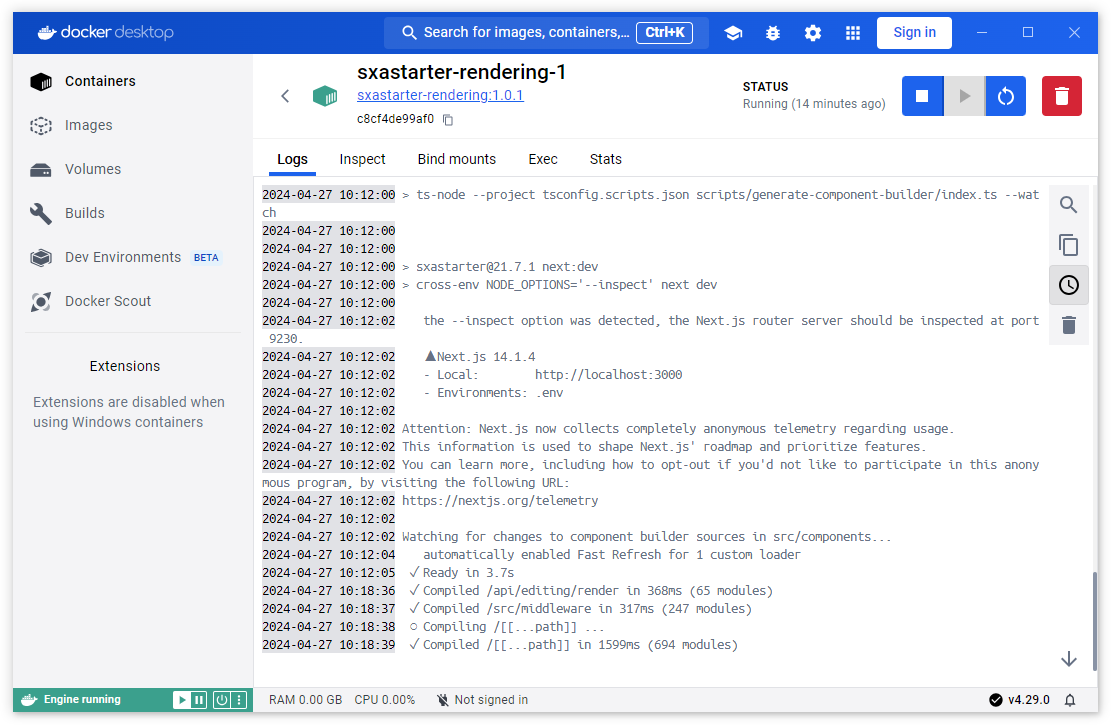 docker desktop
Search for images, containers,...
Ctrl+K
Sign in
Containers
Images
Volumes
Builds
Dev Environments BETA
Docker Scout
Extensions
Extensions are disabled when
using Windows containers
sxastarter-rendering-1
sxastarter-rendering:1.0.1
c8cf4de99af0
STATUS
Running (14 minutes ago)
Logs Inspect Bind mounts Exec Stats
2024-04-27 10:12:00 > ts-node --project tsconfig.scripts.json scripts/generate-component-builder/index.ts --wat
ch
2024-04-27 10:12:00
2024-04-27 10:12:00
2024-04-27 10:12:00 > sxastarter@21.7.1 next:dev
2024-04-27 10:12:00 > cross-env NODE_OPTIONS='--inspect' next dev
2024-04-27 10:12:00
2024-04-27 10:12:02    the --inspect option was detected, the Next.js router server should be inspected at port
 9230.
2024-04-27 10:12:02    ▲Next.js 14.1.4
2024-04-27 10:12:02    - Local:        http://localhost:3000
2024-04-27 10:12:02    - Environments: .env
2024-04-27 10:12:02
2024-04-27 10:12:02 Attention: Next.js now collects completely anonymous telemetry regarding usage.
2024-04-27 10:12:02 This information is used to shape Next.js' roadmap and prioritize features.
2024-04-27 10:12:02 You can learn more, including how to opt-out if you'd not like to participate in this anony
mous program, by visiting the following URL:
2024-04-27 10:12:02 https://nextjs.org/telemetry
2024-04-27 10:12:02
2024-04-27 10:12:02 Watching for changes to component builder sources in src/components...
2024-04-27 10:12:04    automatically enabled Fast Refresh for 1 custom loader
2024-04-27 10:12:05  ✓ Ready in 3.7s
2024-04-27 10:18:36  ✓ Compiled /api/editing/render in 368ms (65 modules)
2024-04-27 10:18:37  ✓ Compiled /src/middleware in 317ms (247 modules)
2024-04-27 10:18:38  ○ Compiling /[[...path]] ...
2024-04-27 10:18:39  ✓ Compiled /[[...path]] in 1599ms (694 modules)
Engine running
RAM 0.00 GB CPU 0.00% Not signed in
v4.29.0